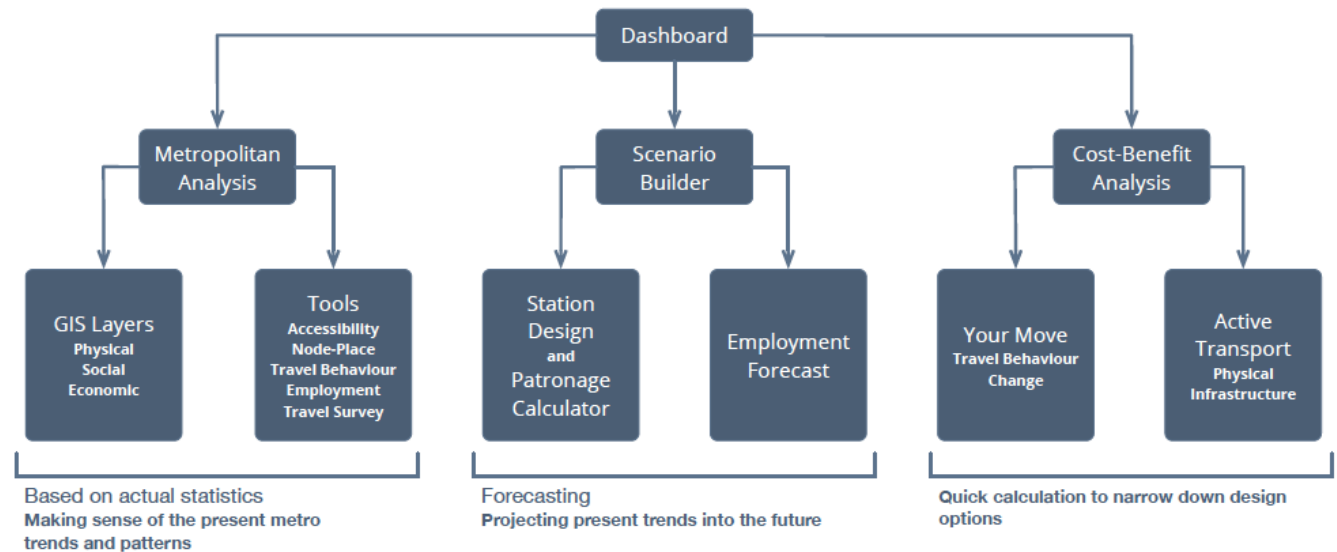 Dashboard
Metropolitan
Analysis
Scenario
Builder
Cost-Benefit
Analysis
GIS Layers
Physical
Social
Economic
Tools
Accessibility
Node-Place
Travel Behaviour
Employment
Travel Survey
Station
Design
and
Patronage
Calculator
Employment
Forecast
Your Move
Travel Behaviour
Change
Active
Transport
Physical
Infrastructure
Based on actual statistics
Making sense of the present metro
trends and patterns
Forecasting
Projecting present trends into the future
Quick calculation to narrow down design
options